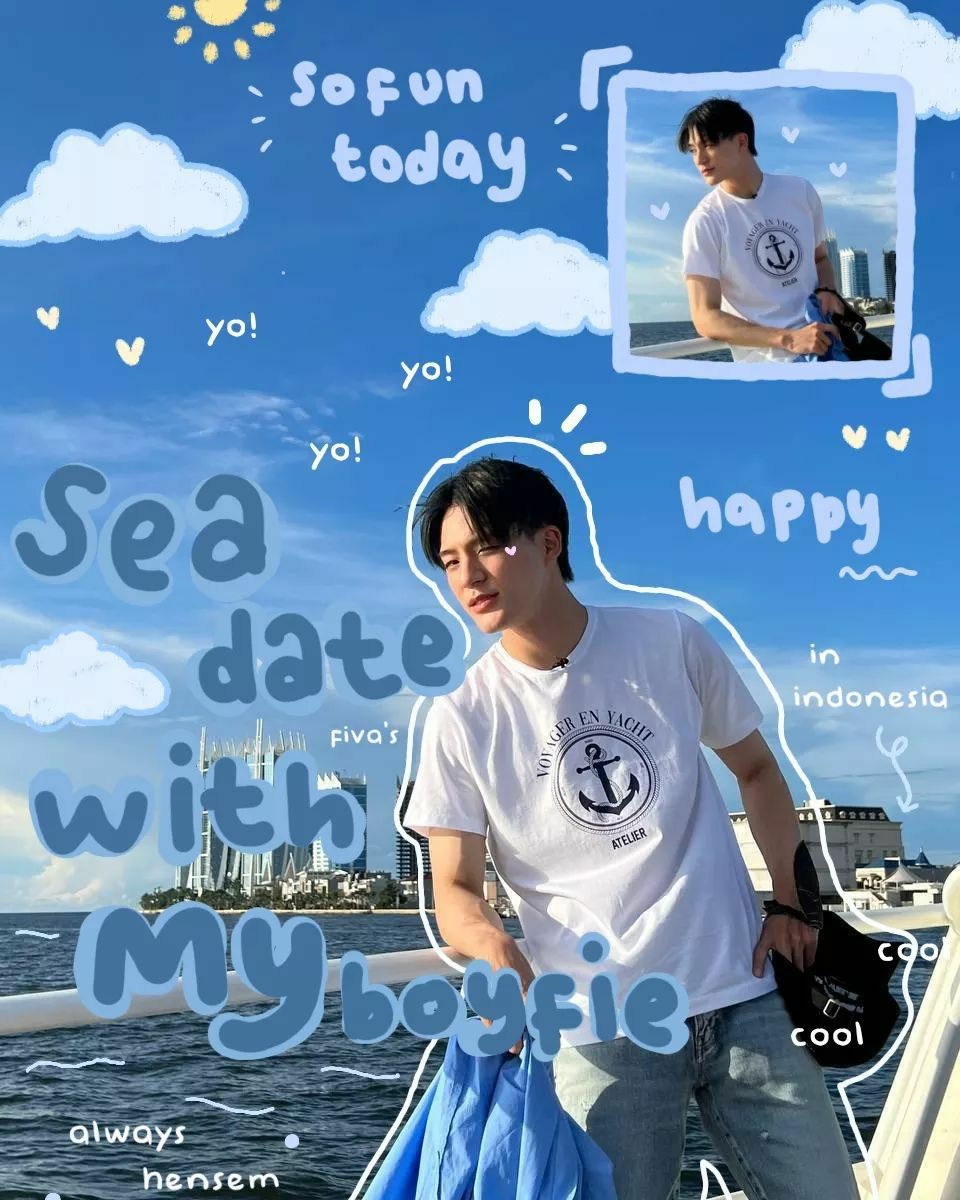 so fun
today
VOYAGER EN YACHT
ATELIER
yo!
yo!
yo!
happy
Sea
date
with
My boyfie
fiva's
in
indonesia
VOYAGER EN YACHT
ATELIER
cool
cool
always
hensem